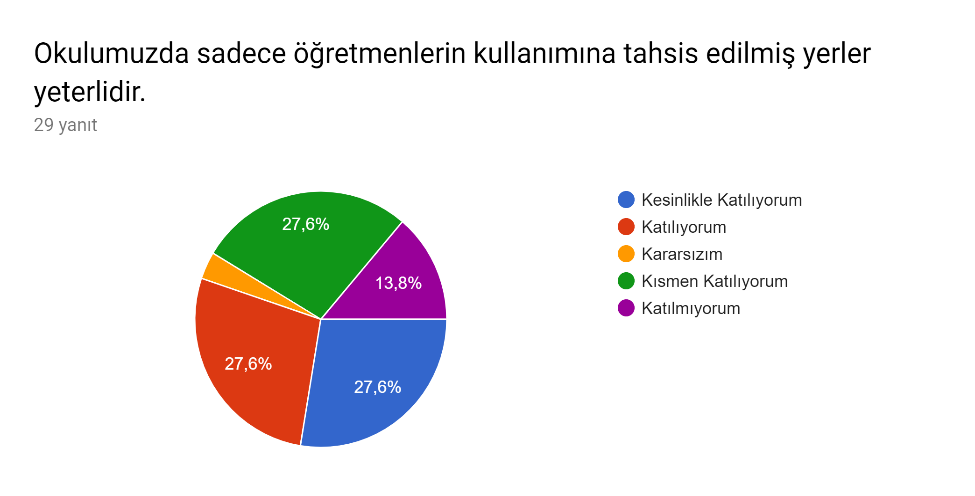 Okulumuzda sadece öğretmenlerin kullanımına tahsis edilmiş yerler
yeterlidir.
29 yanıt
27,6%
13,8%
27,6%
27,6%
Kesinlikle Katılıyorum
Katılıyorum
Kararsızım
Kısmen Katılıyorum
Katılmıyorum